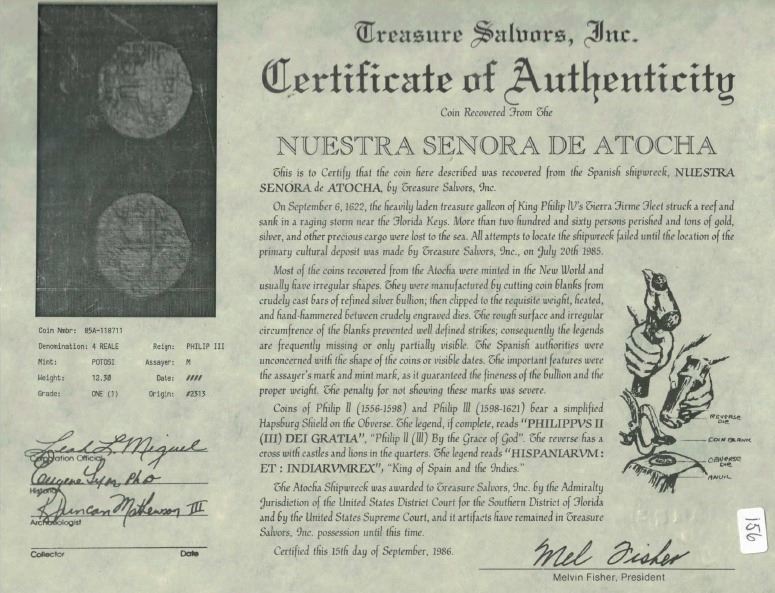 Treasure Salvors, Inc.
Certificate of Authenticity
Coin Recovered From The
NUESTRA SENORA DE ATOCHA
This is to Certify that the coin here described was recovered from the Spanish shipwreck, NUESTRA
SENORA de ATOCHA, by Treasure Salvors, Inc.
On September 6, 1622, the heavily laden treasure galleon of King Philip IV's Tierra Firme Fleet struck a reef and
sank in a raging storm near the Florida Keys. More than two hundred and sixty persons perished and tons of gold,
silver, and other precious cargo were lost to the sea. All attempts to locate the shipwreck failed until the location of the
primary cultural deposit was made by Treasure Salvors, Inc., on July 20th 1985.
Most of the coins recovered from the Atocha were minted in the New World and
usually have irregular shapes. They were manufactured by cutting coin blanks from
crudely cast bars of refined silver bullion; then clipped to the requisite weight, heated,
and hand-hammered between crudely engraved dies. The rough surface and irregular
circumfrence of the blanks prevented well defined strikes; consequently the legends
are frequently missing or only partially visible. The Spanish authorities were
unconcerned with the shape of the coins or visible dates. The important features were
the assayer's mark and mint mark, as it guaranteed the fineness of the bullion and the
proper weight. The penalty for not showing these marks was severe.
Coins of Philip II (1556-1598) and Philip III (1598-1621) bear a simplified
Hapsburg Shield on the Obverse. The legend, if complete, reads "PHILIPPVS II
(III) DEI GRATIA", "Philip II (III) By the Grace of God". The reverse has a
cross with castles and lions in the quarters. The legend reads "HISPANIARVM :
ET : INDIARVMREX", "King of Spain and the Indies."
The Atocha Shipwreck was awarded to Treasure Salvors, Inc. by the Admiralty
Jurisdiction of the United States District Court for the Southern District of Florida
and by the United States Supreme Court, and it artifacts have remained in Treasure
Salvors, Inc. possession until this time.
Certified this 15th day of September, 1986.
Mel Fisher
Melvin Fisher, President
REVERSE
DIE
COIN BLANK
OBVERSE
DIE
ANVIL
156
Coin Nmbr: 85A-118711
Denomination: 4 REALE Reign: PHILIP III
Mint: POTOSI Assayer: M
Weight: 12.30 Date: ####
Grade: ONE (1) Origin: #2313
Leah L Miguel
Corporation Official
Eugene Lyon PhD
Historian
R Duncan Mathewson III
Archaeologist
Collector Date